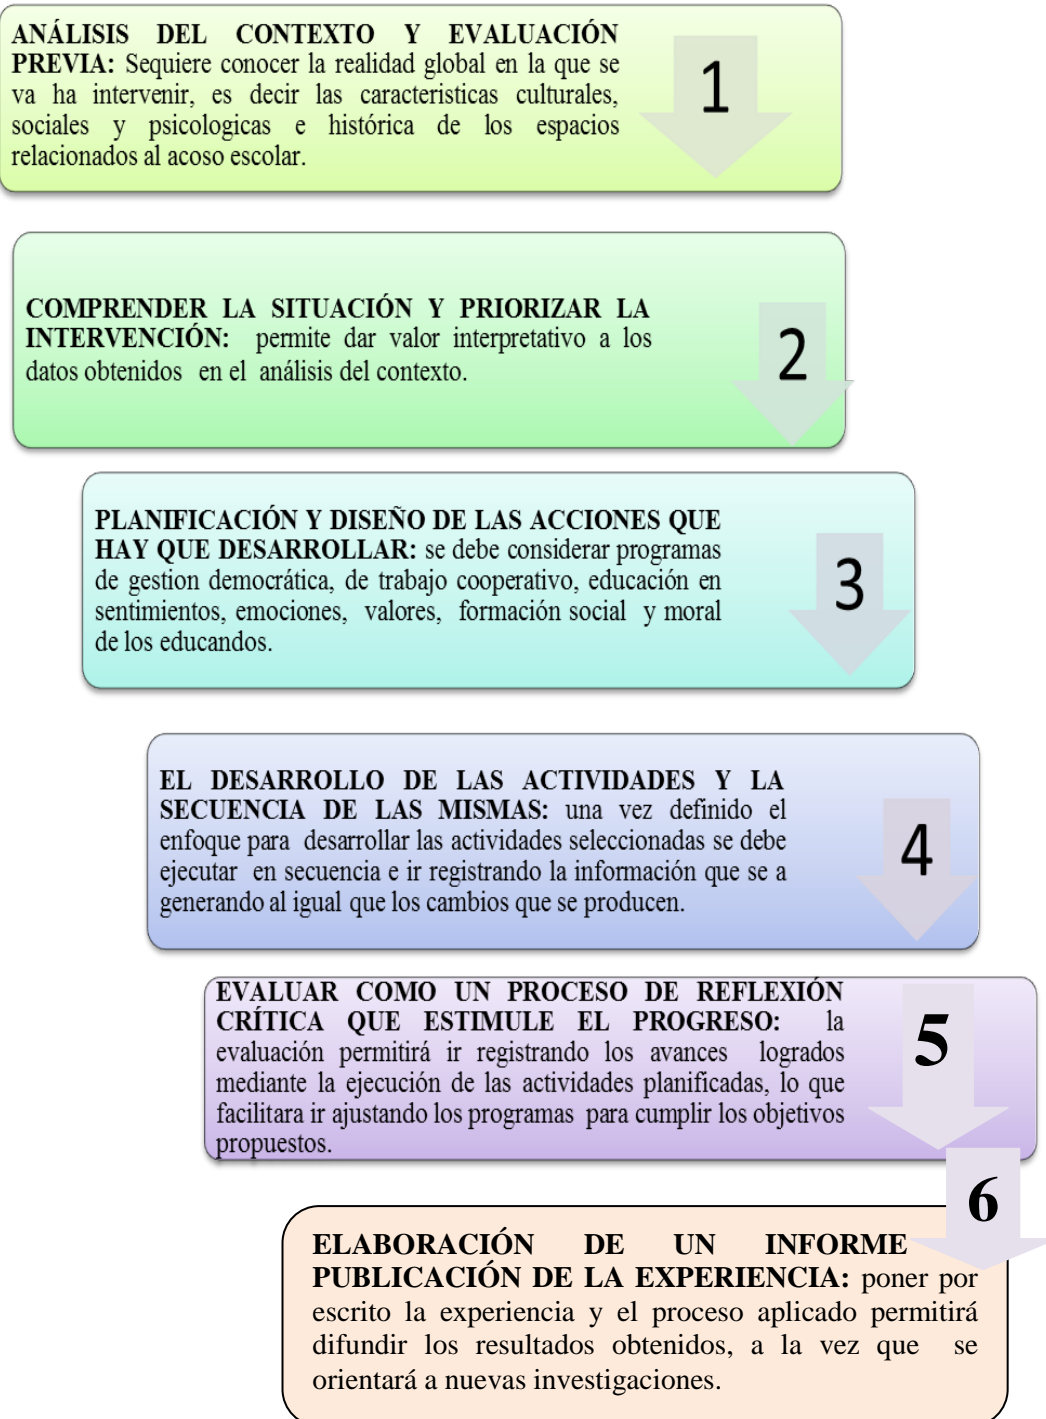 ANÁLISIS DEL CONTEXTO Y EVALUACIÓN
PREVIA: Sequiere conocer la realidad global en la que se
va ha intervenir, es decir las caracteristicas culturales,
sociales y psicologicas e histórica de los espacios
relacionados al acoso escolar.
1
COMPRENDER LA SITUACIÓN Y PRIORIZAR LA
INTERVENCIÓN: permite dar valor interpretativo a los
datos obtenidos en el análisis del contexto.
2
PLANIFICACIÓN Y DISEÑO DE LAS ACCIONES QUE
HAY QUE DESARROLLAR: se debe considerar programas
de gestion democrática, de trabajo cooperativo, educación en
sentimientos, emociones, valores, formación social y moral
de los educandos.
3
EL DESARROLLO DE LAS ACTIVIDADES Y LA
SECUENCIA DE LAS MISMAS: una vez definido el
enfoque para desarrollar las actividades seleccionadas se debe
ejecutar en secuencia e ir registrando la información que se a
generando al igual que los cambios que se producen.
4
EVALUAR COMO UN PROCESO DE REFLEXIÓN
CRÍTICA QUE ESTIMULE EL PROGRESO: la
evaluación permitirá ir registrando los avances logrados
mediante la ejecución de las actividades planificadas, lo que
facilitara ir ajustando los programas para cumplir los objetivos
propuestos.
5
6
ELABORACIÓN DE UN INFORME
PUBLICACIÓN DE LA EXPERIENCIA: poner por
escrito la experiencia y el proceso aplicado permitirá
difundir los resultados obtenidos, a la vez que se
orientará a nuevas investigaciones.